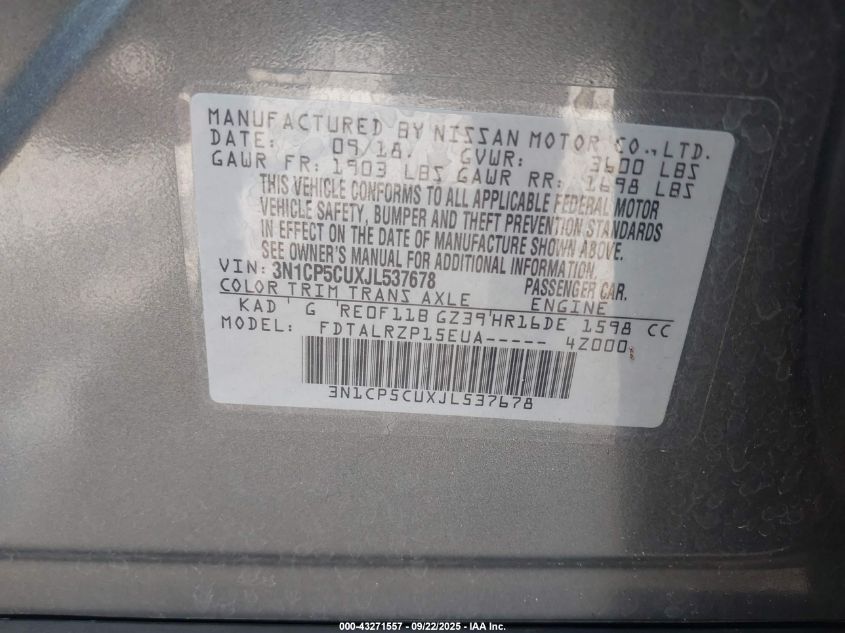 MANUFACTURED BY NISSAN MOTOR CO., LTD.
DATE: 09/18. GVWR: 3600 LBS
GAWR FR: 1903 LBS GAWR RR: 1698 LBS
THIS VEHICLE CONFORMS TO ALL APPLICABLE FEDERAL MOTOR
VEHICLE SAFETY, BUMPER AND THEFT PREVENTION STANDARDS
IN EFFECT ON THE DATE OF MANUFACTURE SHOWN ABOVE.
SEE OWNER'S MANUAL FOR ADDITIONAL INFORMATION.
VIN: 3N1CP5CUXJL537678 PASSENGER CAR.
COLOR TRIM TRANS AXLE ENGINE
KAD ' G RE0F11B GZ39'HR16DE 1598 CC
MODEL: FDTALRZP15EUA----- 4Z000
3N1CP5CUXJL537678
000-43271557 - 09/22/2025 - IAA Inc.